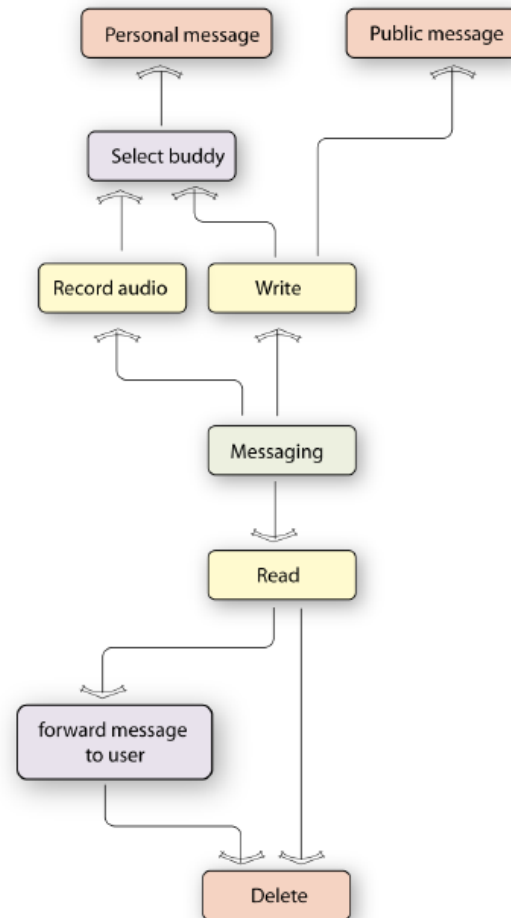 Personal message
Public message
Select buddy
Record audio
Write
Messaging
Read
forward message
to user
Delete